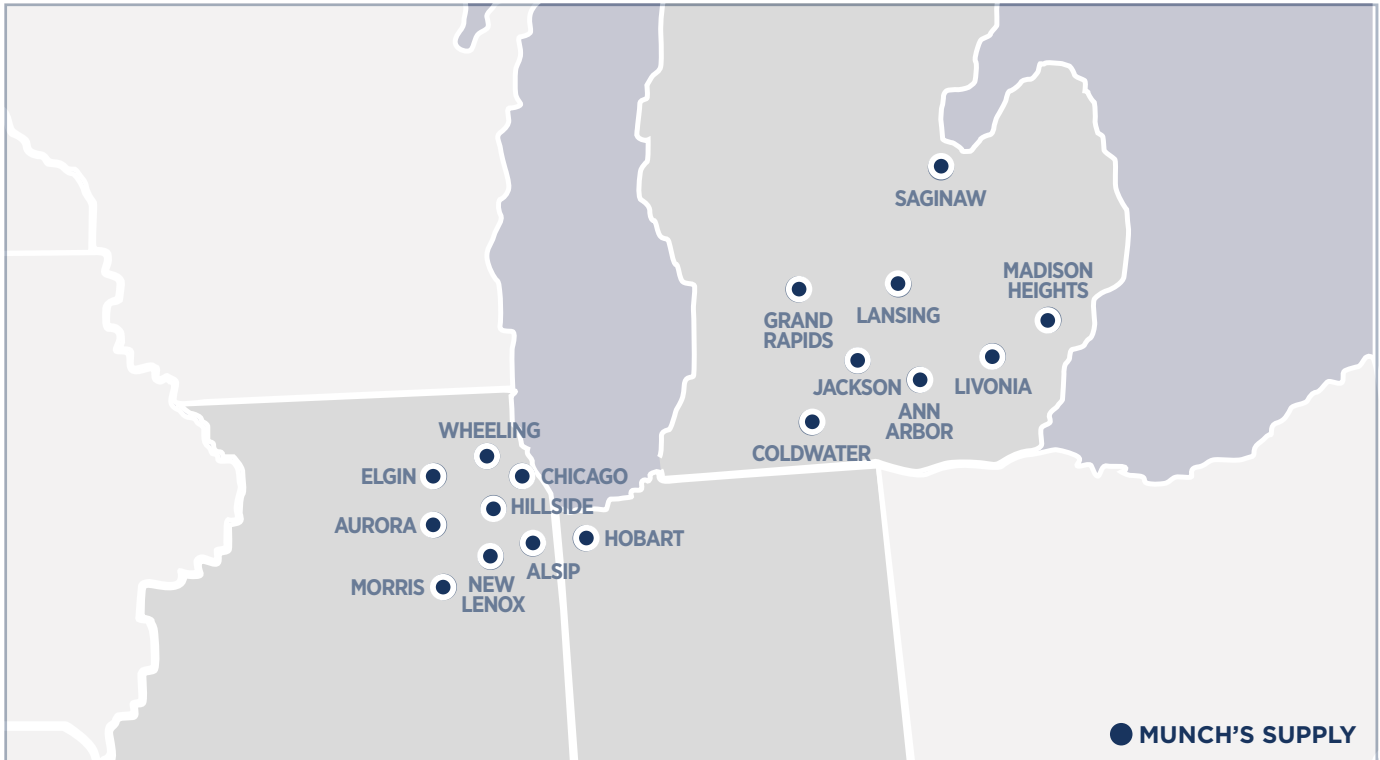 SAGINAW
MADISON
HEIGHTS
GRAND
RAPIDS
LANSING
JACKSON
LIVONIA
ANN
ARBOR
COLDWATER
WHEELING
ELGIN
CHICAGO
HILLSIDE
AURORA
HOBART
ALSIP
MORRIS
NEW
LENOX
MUNCH'S SUPPLY